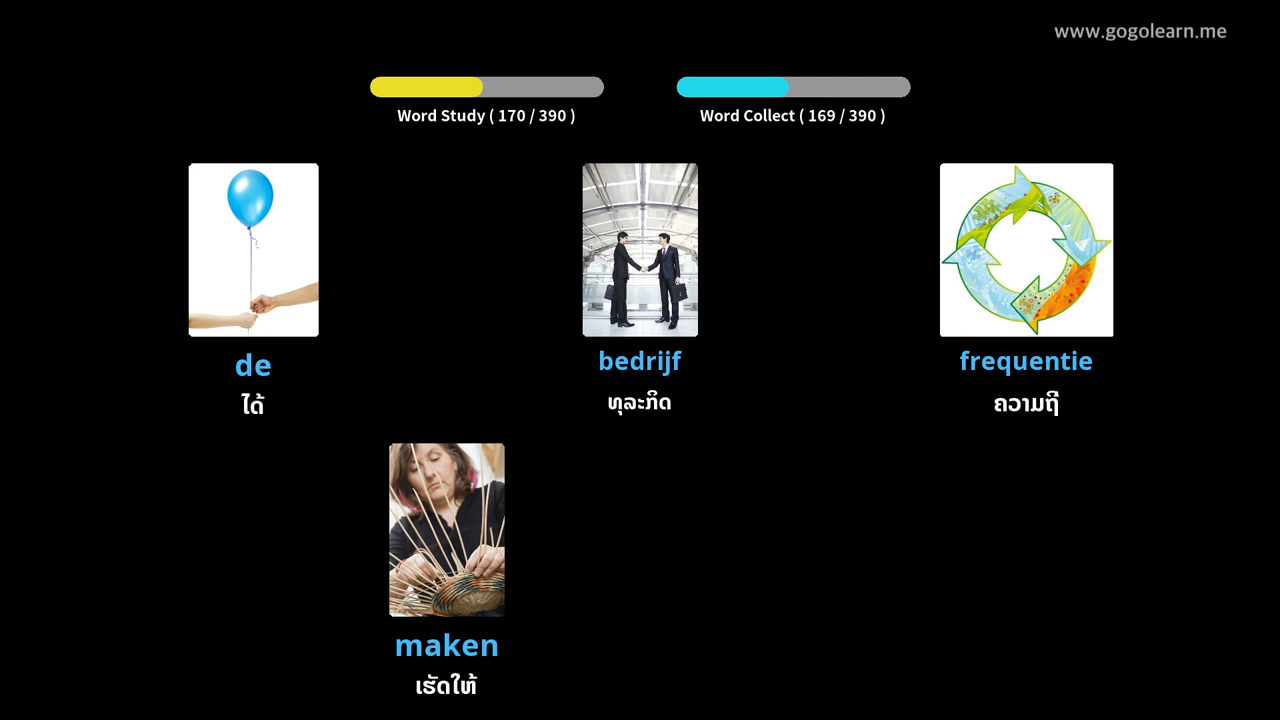 www.gogolearn.me
Word Study ( 170 / 390 )
Word Collect ( 169 / 390 )
de
ໄດ້
bedrijf
ທຸລະກິດ
frequentie
ຄວາມຖີ
maken
ເຮັດໃຫ້